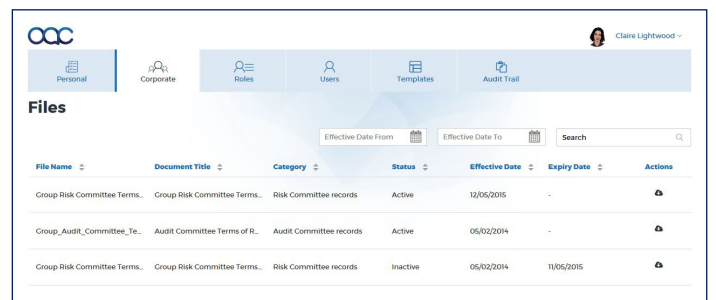 OQC
Claire Lightwood
Personal Corporate Roles Users Templates Audit Trail
Files
Effective Date From Effective Date To Search
File Name Document Title Category Status Effective Date Expiry Date Actions
Group Risk Committee Terms... Group Risk Committee Terms... Risk Committee records Active 12/05/2015 -
Group_Audit_Committee_Te... Audit Committee Terms of R... Audit Committee records Active 05/02/2014 -
Group Risk Committee Terms... Group Risk Committee Terms... Risk Committee records Inactive 05/02/2014 11/05/2015